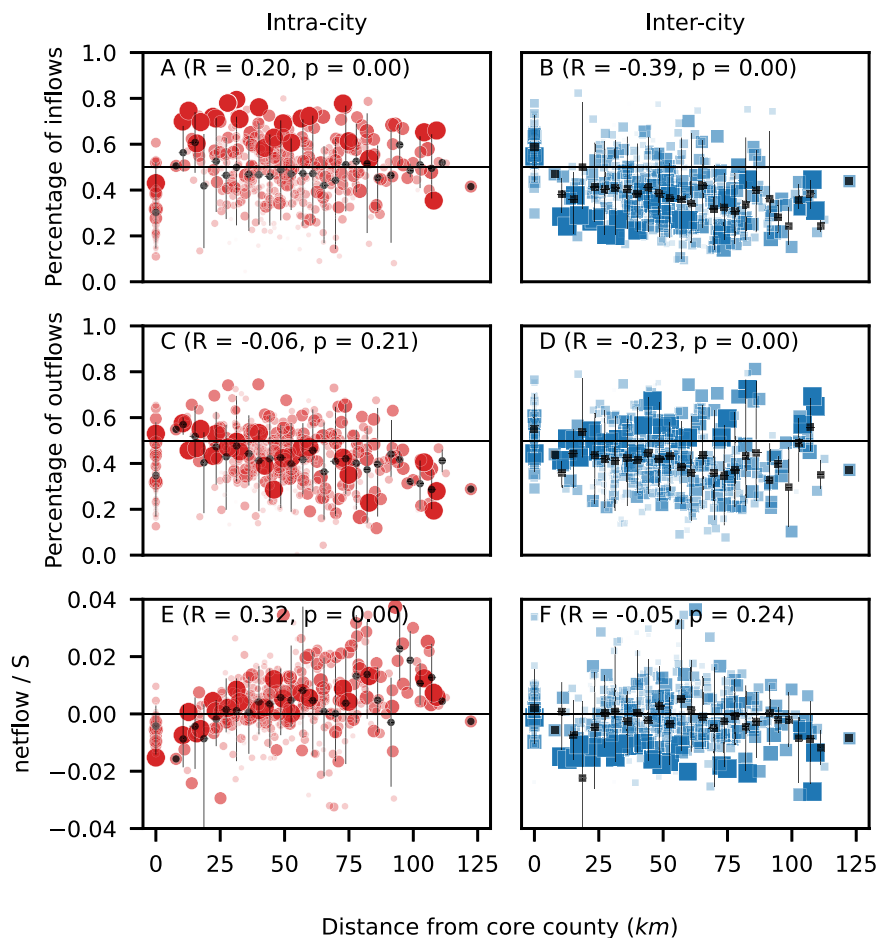 Intra-city
Inter-city
1.0
A (R = 0.20, p = 0.00)
B (R = -0.39, p = 0.00)
0.8
0.6
0.4
0.2
0.0
Percentage of inflows
1.0
C (R = -0.06, p = 0.21)
D (R = -0.23, p = 0.00)
0.8
0.6
0.4
0.2
0.0
Percentage of outflows
0.04
E (R = 0.32, p = 0.00)
F (R = -0.05, p = 0.24)
0.02
0.00
−0.02
−0.04
netflow / S
0 25 50 75 100 125
0 25 50 75 100 125
Distance from core county (km)